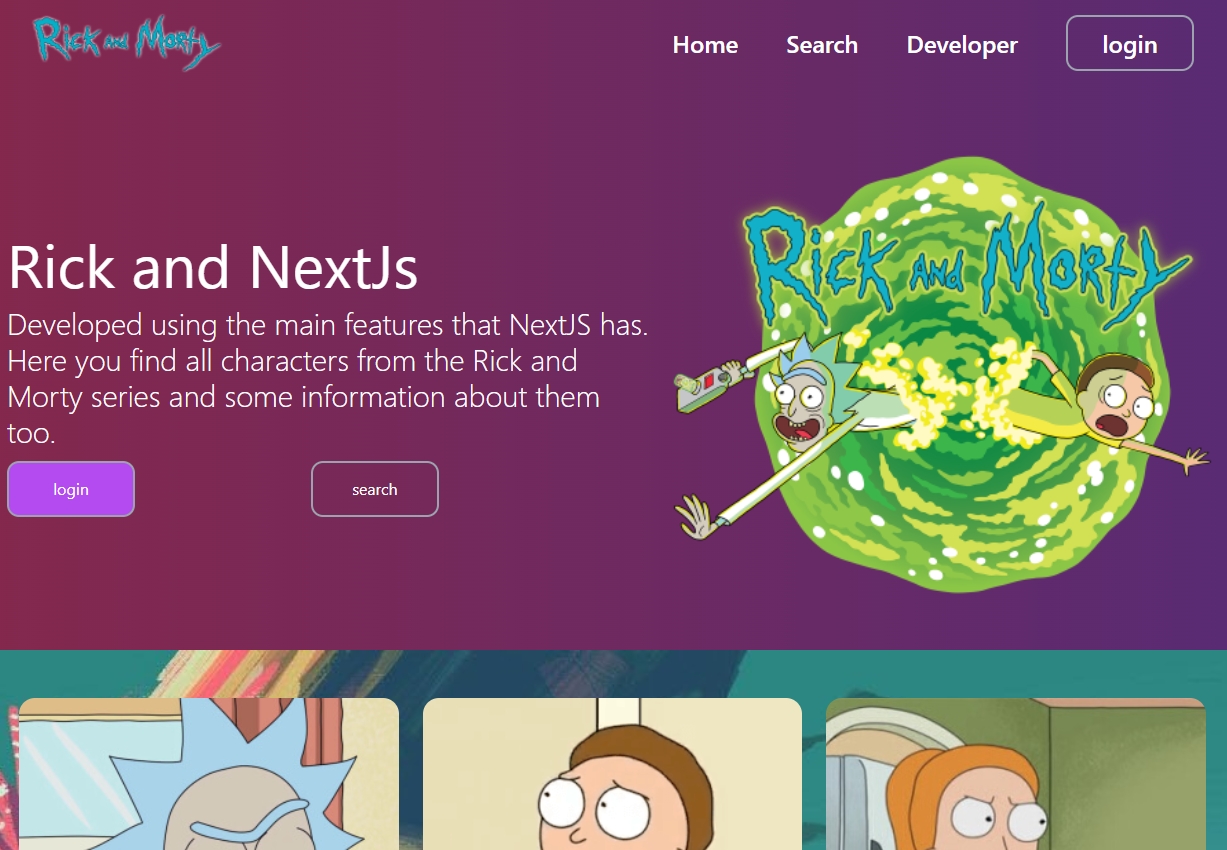 Rick and Morty
Home
Search
Developer
login
Rick and Morty
Rick and NextJs
Developed using the main features that NextJS has.
Here you find all characters from the Rick and
Morty series and some information about them
too.
login
search